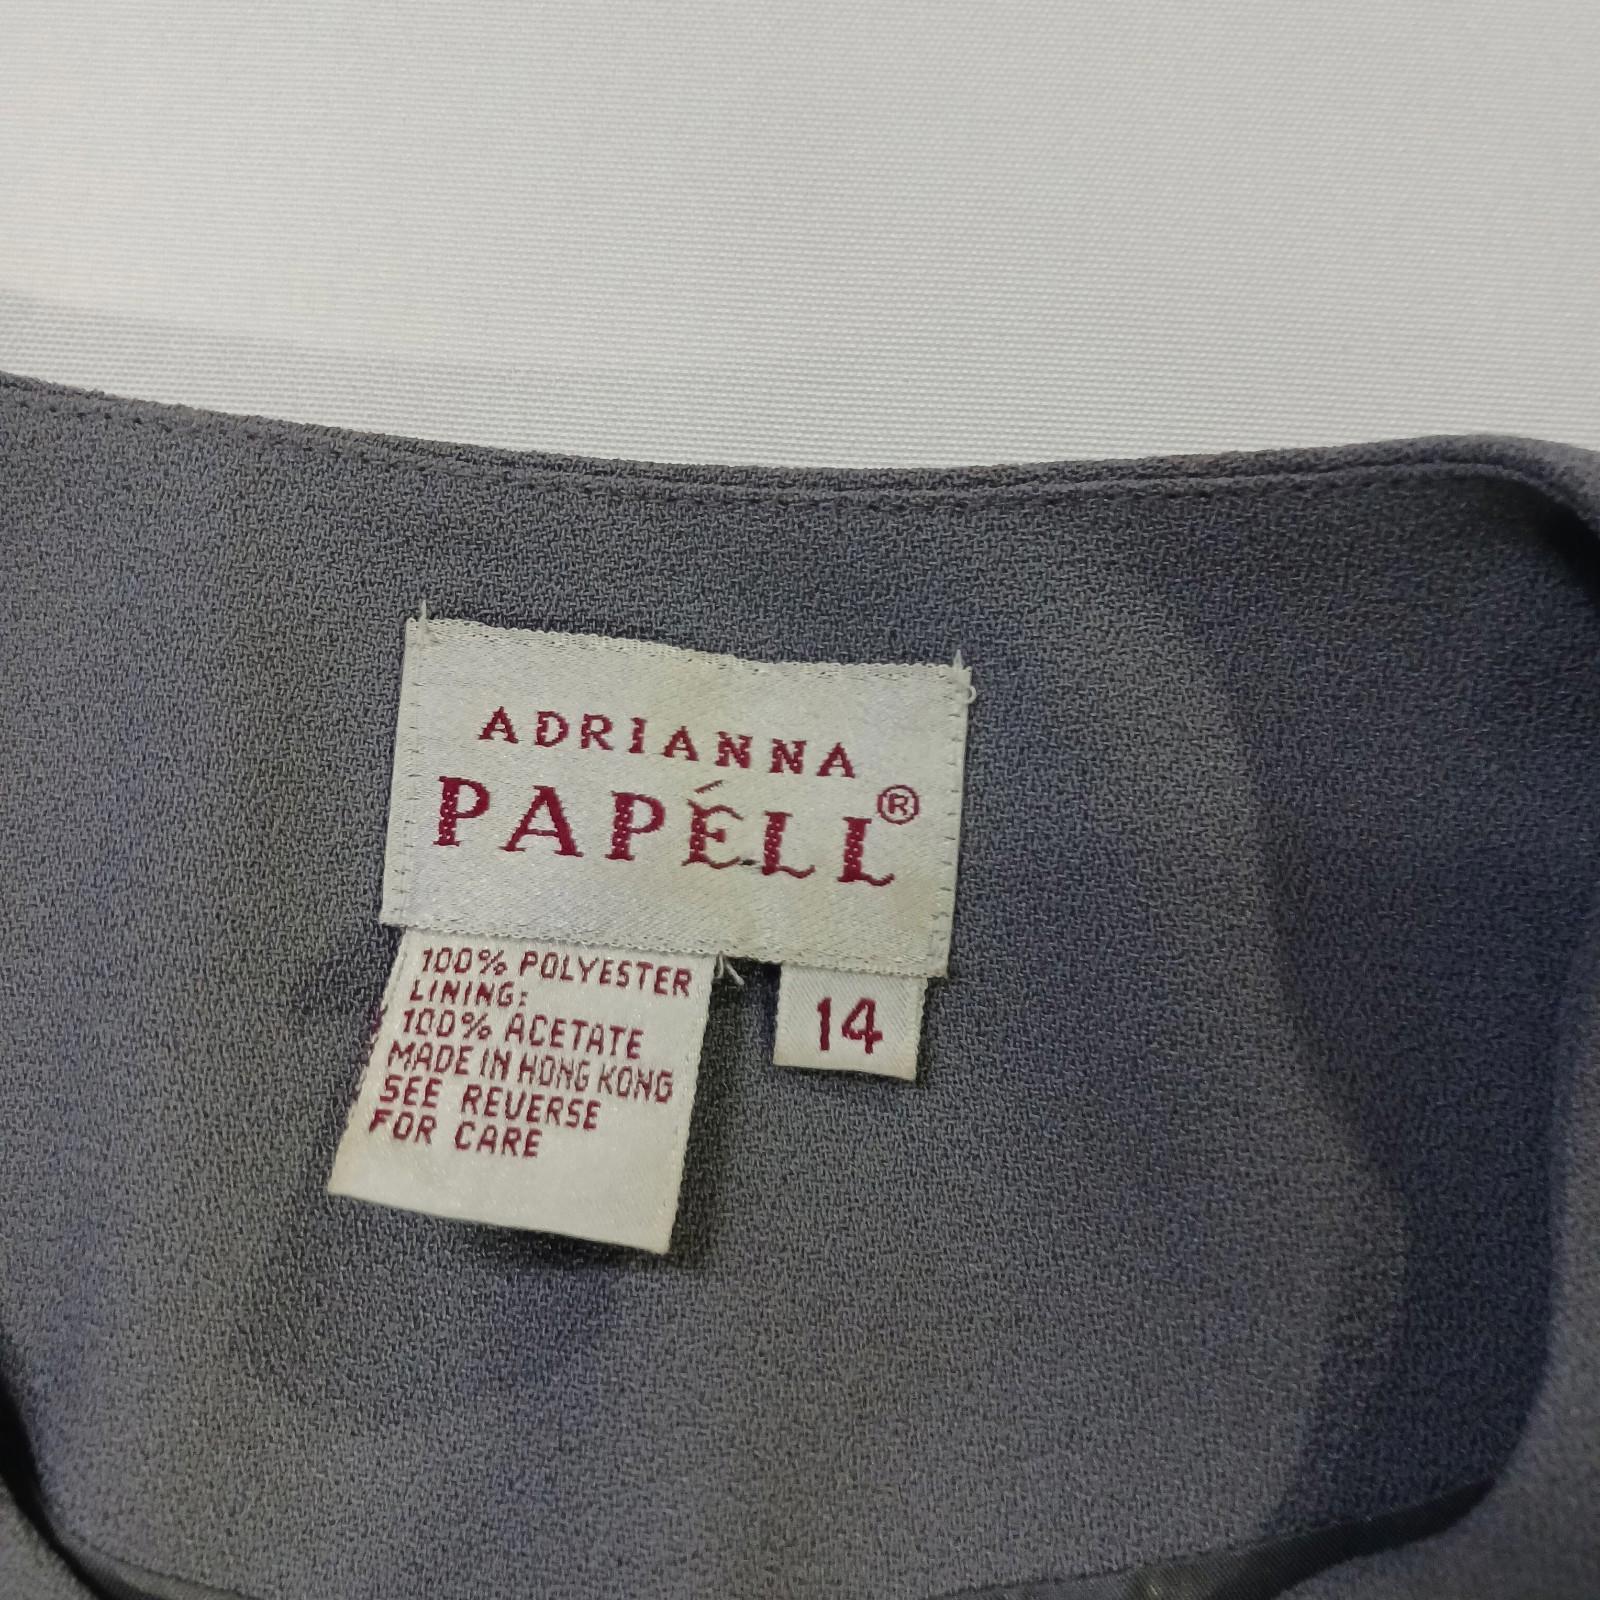 ADRIANNA
PAPÉLL®
100% POLYESTER
LINING:
100% ACETATE
MADE IN HONG KONG
SEE REVERSE
FOR CARE
14